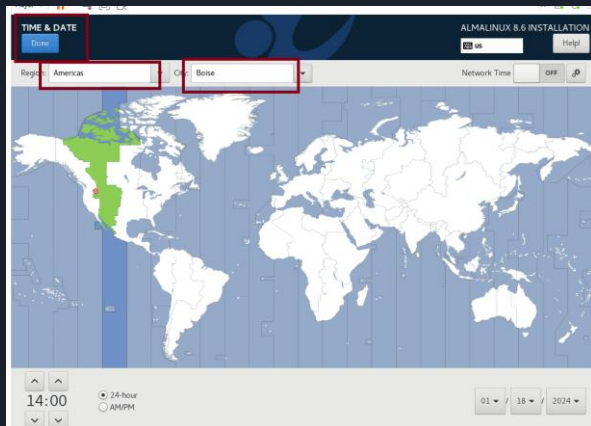 TIME & DATE
ALMALINUX 8.6 INSTALLATION
Done
us
Help!
Region: Americas City: Boise Network Time OFF
14:00
24-hour
AM/PM
01 / 18 / 2024